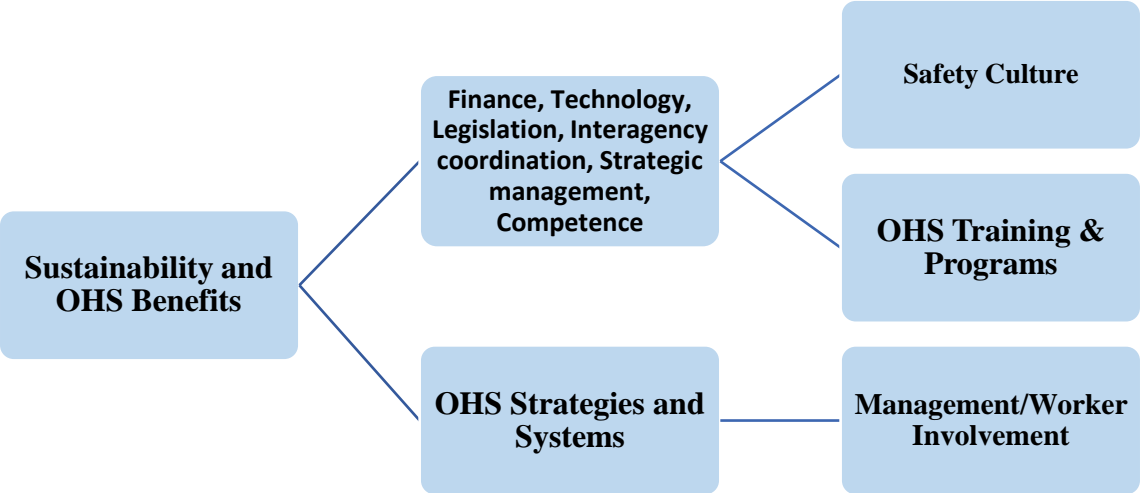 Sustainability and
OHS Benefits
Finance, Technology,
Legislation, Interagency
coordination, Strategic
management,
Competence
OHS Strategies and
Systems
Safety Culture
OHS Training &
Programs
Management/Worker
Involvement